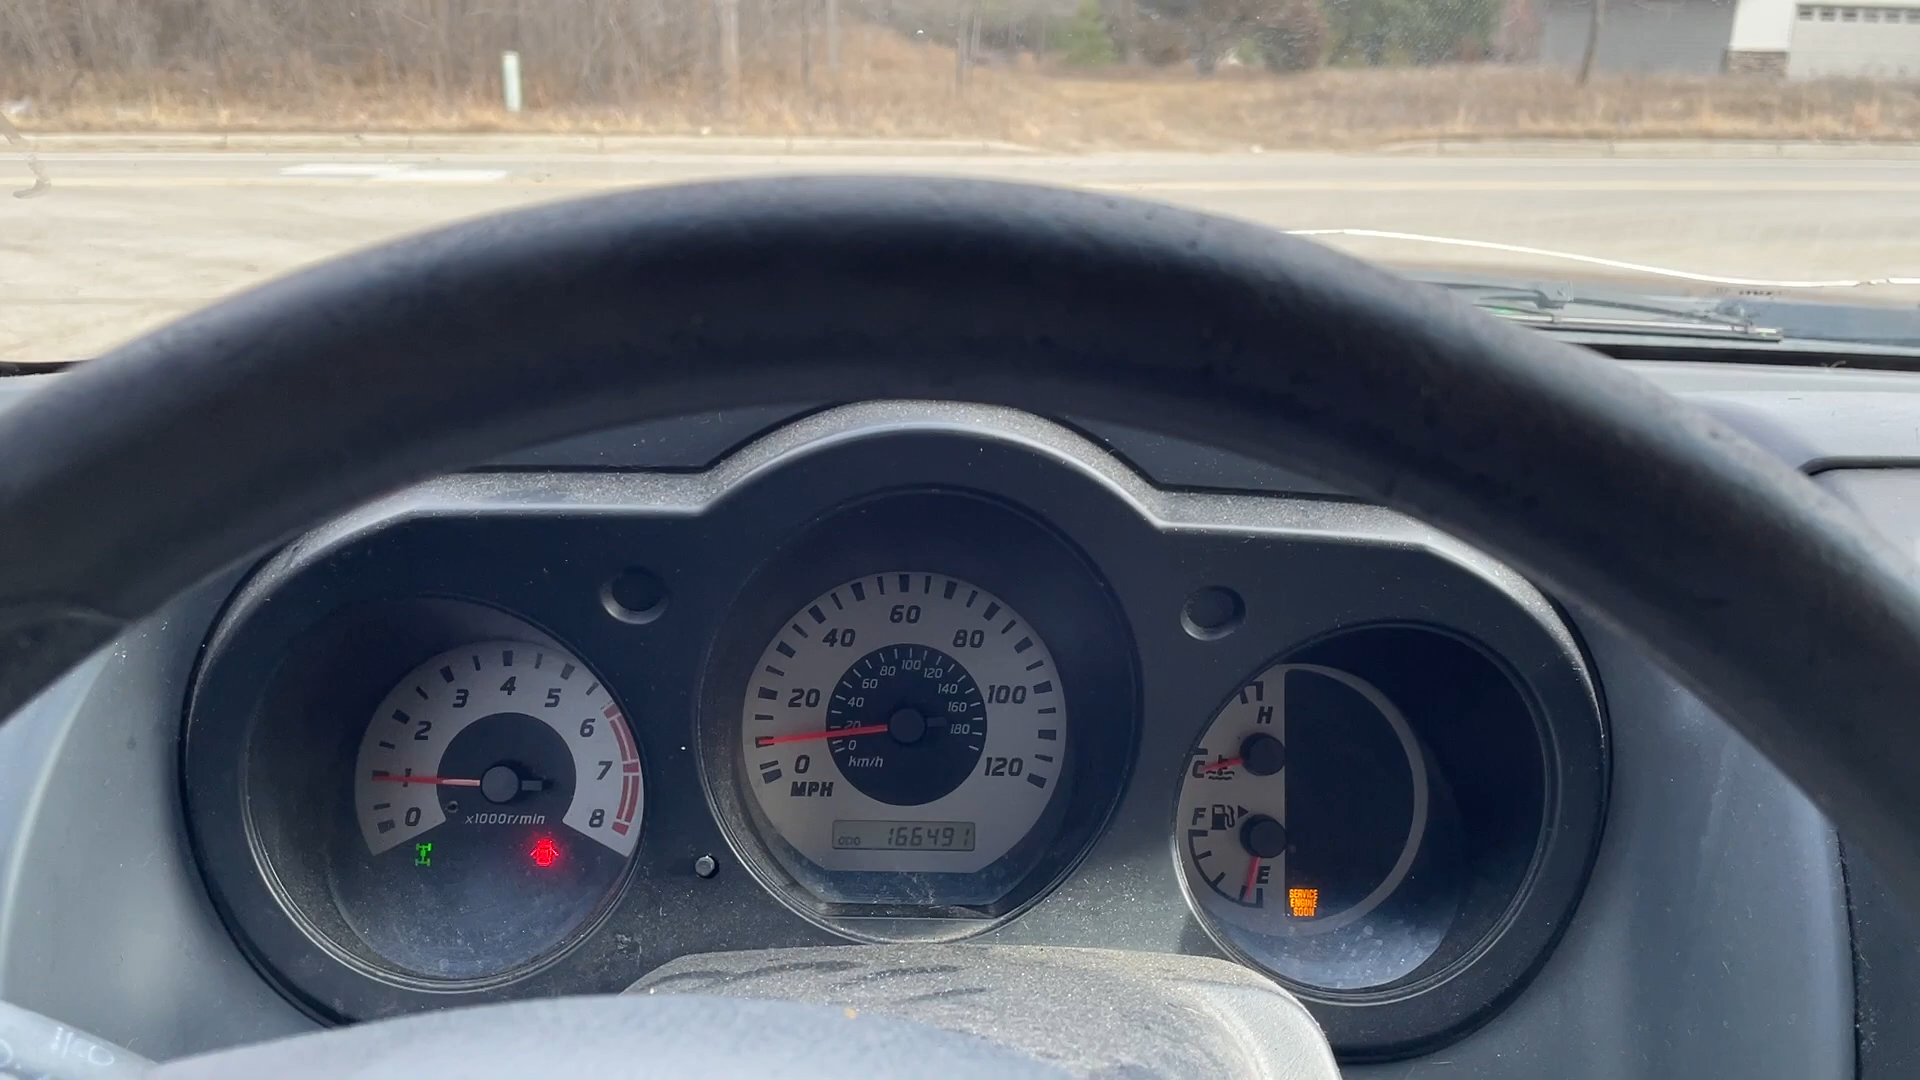 0 1 2 3 4 5 6 7 8
x1000r/min
0 20 40 60 80 100 120
MPH
0 20 40 60 80 100 120 140 160 180
km/h
ODO 166491
H
C
F
E
SERVICE
ENGINE
SOON